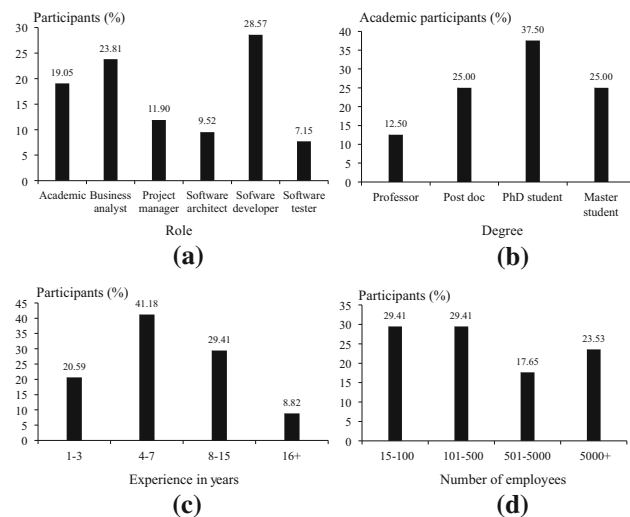 Participants (%)
30
25
20
15
10
5
0
19.05
23.81
11.90
9.52
28.57
7.15
Academic Business Project Software Sofware Software
analyst manager architect developer tester
Role
(a)
Academic participants (%)
40
35
30
25
20
15
10
5
0
12.50
25.00
37.50
25.00
Professor Post doc PhD student Master
student
Degree
(b)
Participants (%)
45
40
35
30
25
20
15
10
5
0
20.59
41.18
29.41
8.82
1-3 4-7 8-15 16+
Experience in years
(c)
Participants (%)
35
30
25
20
15
10
5
0
29.41
29.41
17.65
23.53
15-100 101-500 501-5000 5000+
Number of employees
(d)